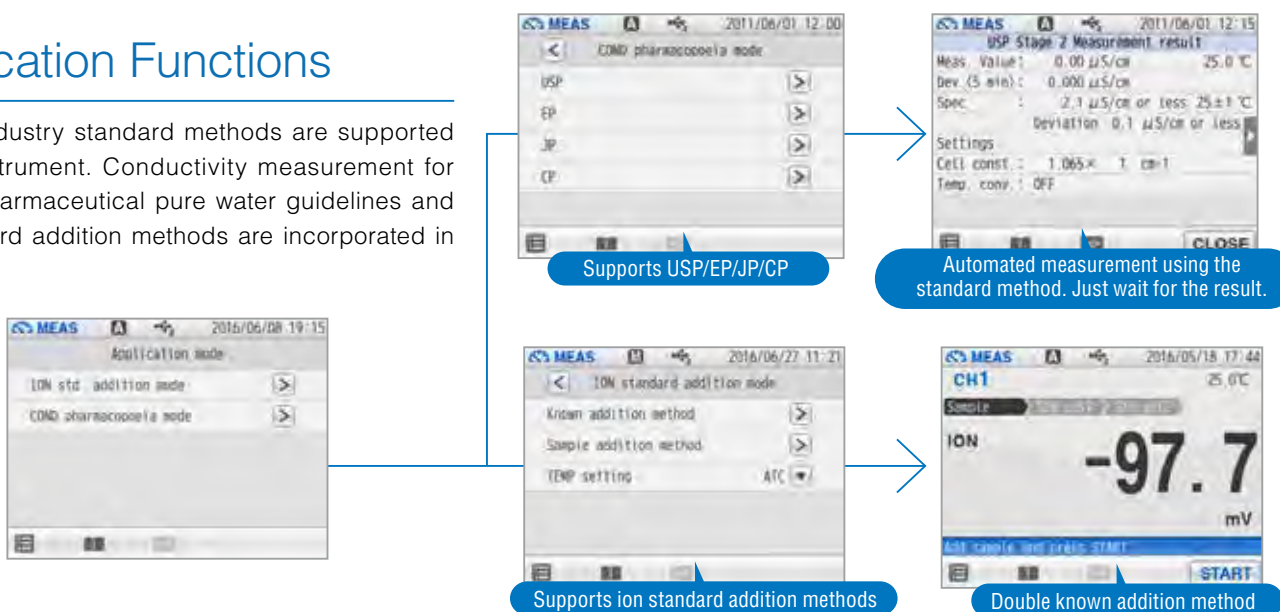 cation Functions
dustry standard methods are supported
strument. Conductivity measurement for
armaceutical pure water guidelines and
rd addition methods are incorporated in
MEAS A 2016/06/08 19:15
Application mode
ION std. addition mode >
COND pharmacopoeia mode >
MEAS A 2011/06/01 12:00
< COND pharmacopoeia mode
USP >
EP >
JP >
CP >
Supports USP/EP/JP/CP
MEAS A 2011/06/01 12:15
USP Stage 2 Measurement result
Meas. Value: 0.00 µS/cm 25.0 ℃
Dev.(5 min): 0.000 µS/cm
Spec. : 2.1 µS/cm or less 25±1 ℃
Deviation 0.1 µS/cm or less
Settings
Cell const.: 1.065× 1 cm-1
Temp. conv.: OFF
CLOSE
Automated measurement using the
standard method. Just wait for the result.
MEAS M 2016/06/27 11:21
< ION standard addition mode
Known addition method >
Sample addition method >
TEMP setting ATC
Supports ion standard addition methods
MEAS A 2016/05/18 17:44
CH1 25.0℃
Sample
ION -97.7
mV
Add sample and press START
START
Double known addition method